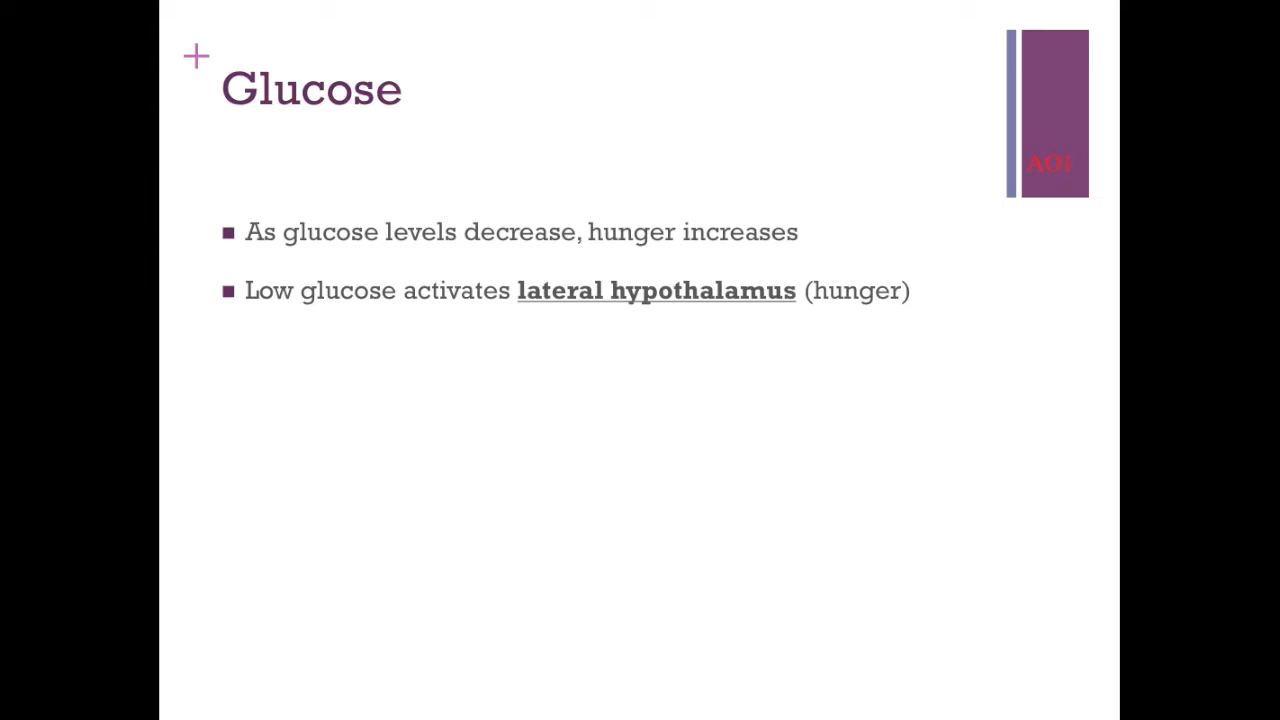 Glucose
AO1
As glucose levels decrease, hunger increases
Low glucose activates lateral hypothalamus (hunger)